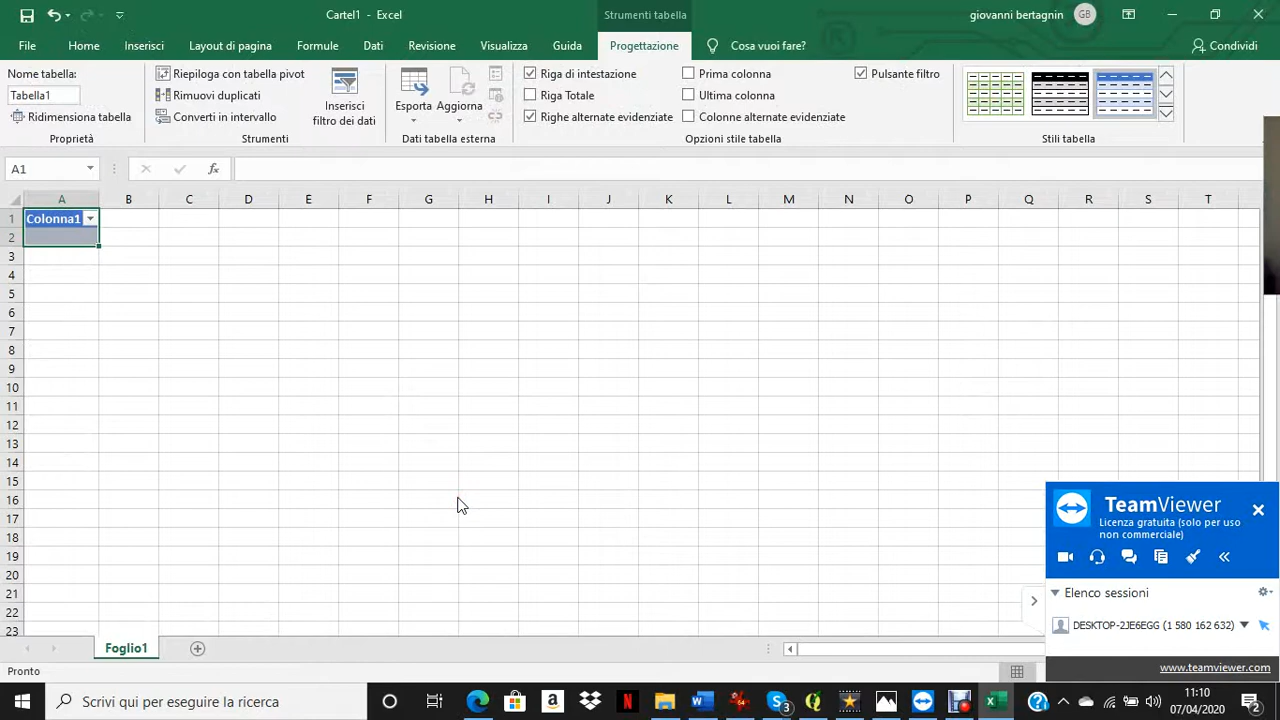 Cartel1 - Excel
Strumenti tabella
giovanni bertagnin GB
File Home Inserisci Layout di pagina Formule Dati Revisione Visualizza Guida Progettazione Cosa vuoi fare? Condividi
Nome tabella:
Tabella1
Ridimensiona tabella
Proprietà
Riepiloga con tabella pivot
Rimuovi duplicati
Converti in intervallo
Inserisci
filtro dei dati
Strumenti
Esporta Aggiorna
Dati tabella esterna
Riga di intestazione Prima colonna Pulsante filtro
Riga Totale Ultima colonna
Righe alternate evidenziate Colonne alternate evidenziate
Opzioni stile tabella
Stili tabella
A1 fx
A B C D E F G H I J K L M N O P Q R S T
1 Colonna1
2
3
4
5
6
7
8
9
10
11
12
13
14
15
16
17
18
19
20
21
22
23
TeamViewer
Licenza gratuita (solo per uso
non commerciale)
Elenco sessioni
DESKTOP-2JE6EGG (1 580 162 632)
www.teamviewer.com
Foglio1
Pronto
Scrivi qui per eseguire la ricerca
11:10
07/04/2020